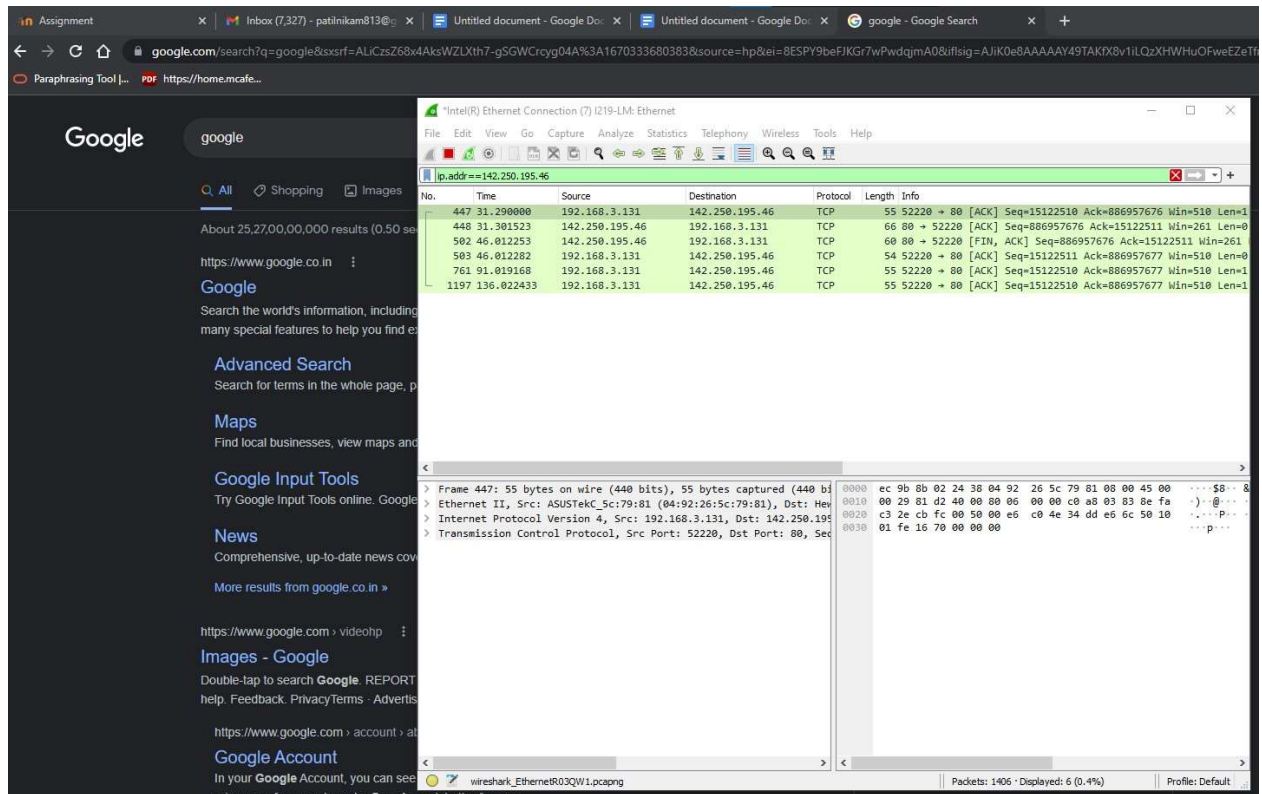 Assignment
Inbox (7,327) - patilnikam813@g
Untitled document - Google Doc
Untitled document - Google Doc
google - Google Search
Paraphrasing Tool |...
PDF https://home.mcafe...
Google
google
All Shopping Images
About 25,27,00,00,000 results (0.50 se
https://www.google.co.in
Google
Search the world's information, including
many special features to help you find e
Advanced Search
Search for terms in the whole page, p
Maps
Find local businesses, view maps and
Google Input Tools
Try Google Input Tools online. Google
News
Comprehensive, up-to-date news cov
More results from google.co.in »
https://www.google.com › videohp
Images - Google
Double-tap to search Google. REPORT
help. Feedback. PrivacyTerms · Advertis
https://www.google.com › account › at
Google Account
In your Google Account, you can see
*Intel(R) Ethernet Connection (7) I219-LM: Ethernet
File Edit View Go Capture Analyze Statistics Telephony Wireless Tools Help
ip.addr==142.250.195.46
No. Time Source Destination Protocol Length Info
447 31.290000 192.168.3.131 142.250.195.46 TCP 55 52220 → 80 [ACK] Seq=15122510 Ack=886957676 Win=510 Len=1
448 31.301523 142.250.195.46 192.168.3.131 TCP 66 80 → 52220 [ACK] Seq=886957676 Ack=15122511 Win=261 Len=0
502 46.012253 142.250.195.46 192.168.3.131 TCP 60 80 → 52220 [FIN, ACK] Seq=886957676 Ack=15122511 Win=261
503 46.012282 192.168.3.131 142.250.195.46 TCP 54 52220 → 80 [ACK] Seq=15122511 Ack=886957677 Win=510 Len=0
761 91.019168 192.168.3.131 142.250.195.46 TCP 55 52220 → 80 [ACK] Seq=15122510 Ack=886957677 Win=510 Len=1
1197 136.022433 192.168.3.131 142.250.195.46 TCP 55 52220 → 80 [ACK] Seq=15122510 Ack=886957677 Win=510 Len=1
Frame 447: 55 bytes on wire (440 bits), 55 bytes captured (440 bi
Ethernet II, Src: ASUSTekC_5c:79:81 (04:92:26:5c:79:81), Dst: Hew
Internet Protocol Version 4, Src: 192.168.3.131, Dst: 142.250.195
Transmission Control Protocol, Src Port: 52220, Dst Port: 80, Seq
0000 ec 9b 8b 02 24 38 04 92 26 5c 79 81 08 00 45 00 ····$8·· &
0010 00 29 81 d2 40 00 80 06 00 00 c0 a8 03 83 8e fa ·)··@···
0020 c3 2e cb fc 00 50 00 e6 c0 4e 34 dd e6 6c 50 10 ·.···P··
0030 01 fe 16 70 00 00 00 ···p···
wireshark_EthernetR03QW1.pcapng
Packets: 1406 · Displayed: 6 (0.4%)
Profile: Default